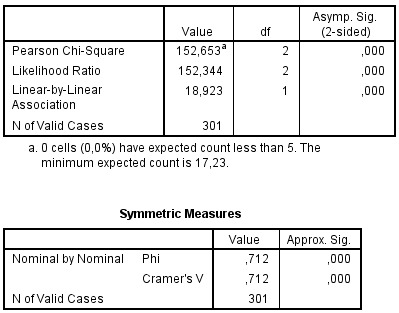 Value df Asymp. Sig. (2-sided)
Pearson Chi-Square 152,653a 2 ,000
Likelihood Ratio 152,344 2 ,000
Linear-by-Linear Association 18,923 1 ,000
N of Valid Cases 301
a. 0 cells (0,0%) have expected count less than 5. The
minimum expected count is 17,23.
Symmetric Measures
Value Approx. Sig.
Nominal by Nominal Phi ,712 ,000
Cramer's V ,712 ,000
N of Valid Cases 301